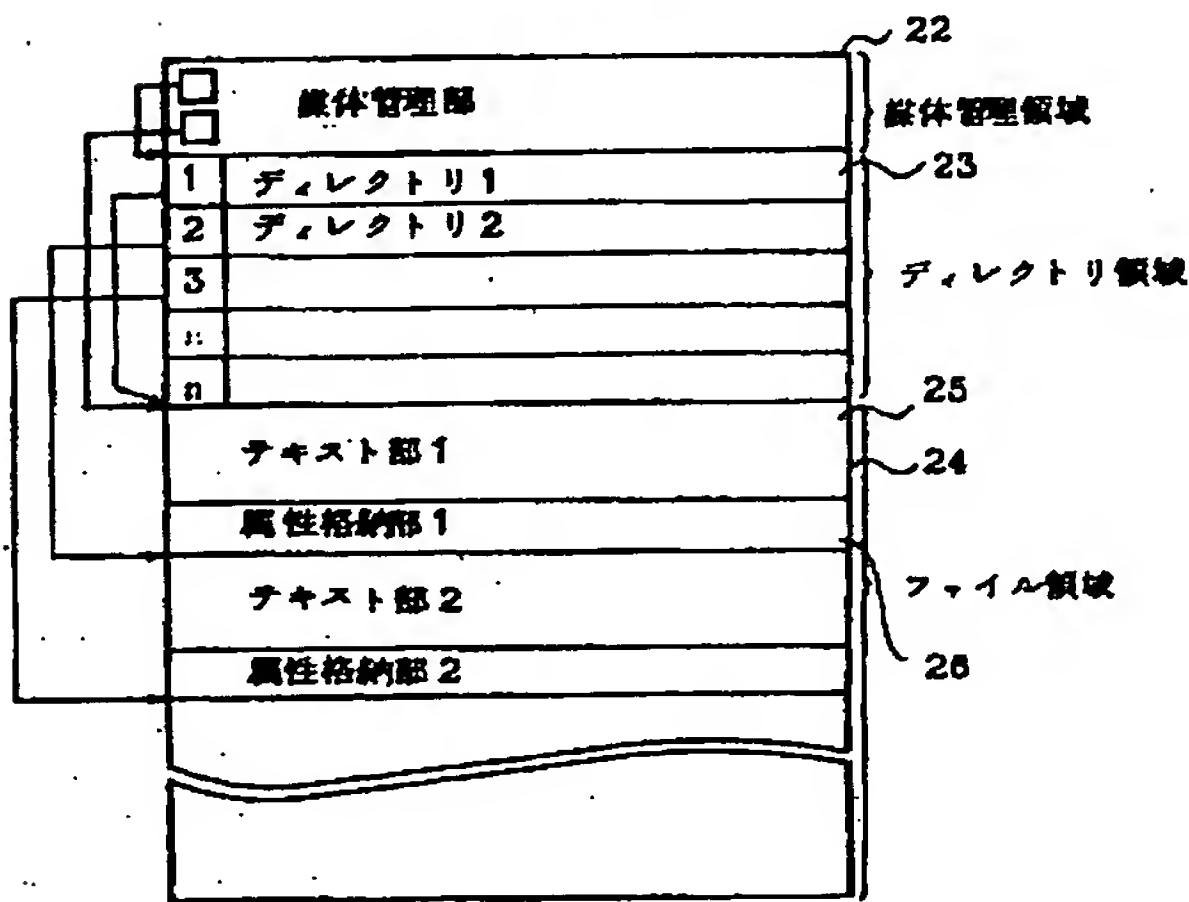 22
媒体管理部
媒体管理領域
23
1 ディレクトリ1
2 ディレクトリ2
3
ディレクトリ領域
n
25
テキスト部1
24
属性格納部1
テキスト部2
ファイル領域
属性格納部2
26